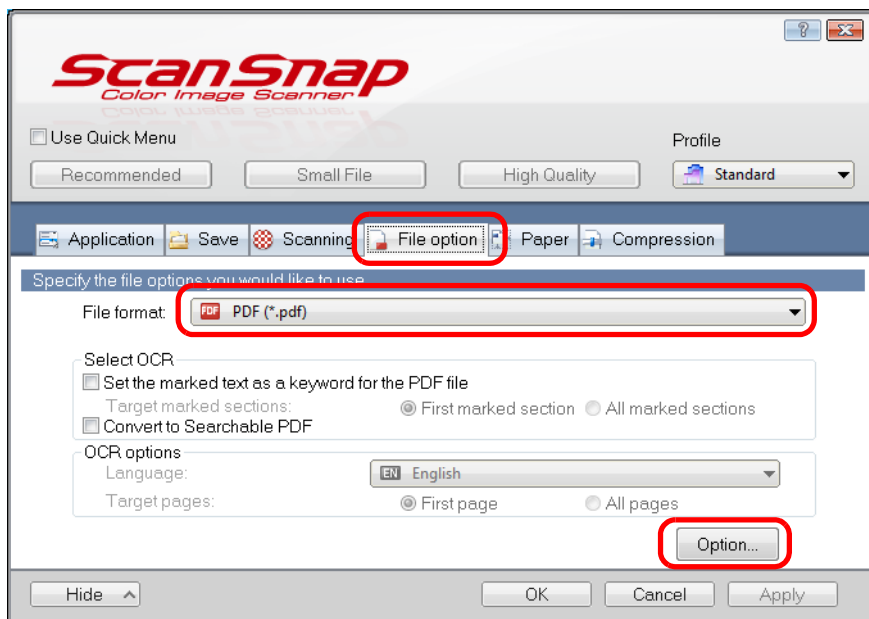 ScanSnap
Color Image Scanner
Use Quick Menu
Profile
Recommended Small File High Quality Standard
Application Save Scanning File option Paper Compression
Specify the file options you would like to use.
File format: PDF PDF (*.pdf)
Select OCR
Set the marked text as a keyword for the PDF file
Target marked sections: First marked section All marked sections
Convert to Searchable PDF
OCR options
Language: EN English
Target pages: First page All pages
Option...
Hide OK Cancel Apply